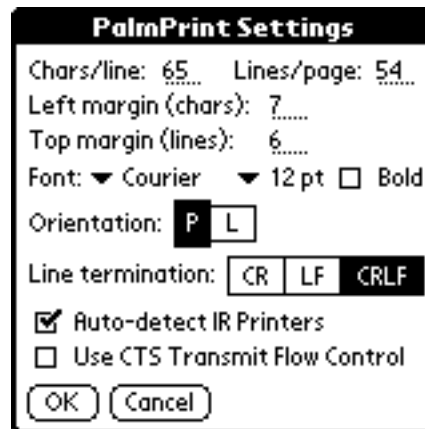 PalmPrint Settings
Chars/line: 65 Lines/page: 54
Left margin (chars): 7
Top margin (lines): 6
Font: Courier 12 pt Bold
Orientation: P L
Line termination: CR LF CRLF
Auto-detect IR Printers
Use CTS Transmit Flow Control
OK Cancel